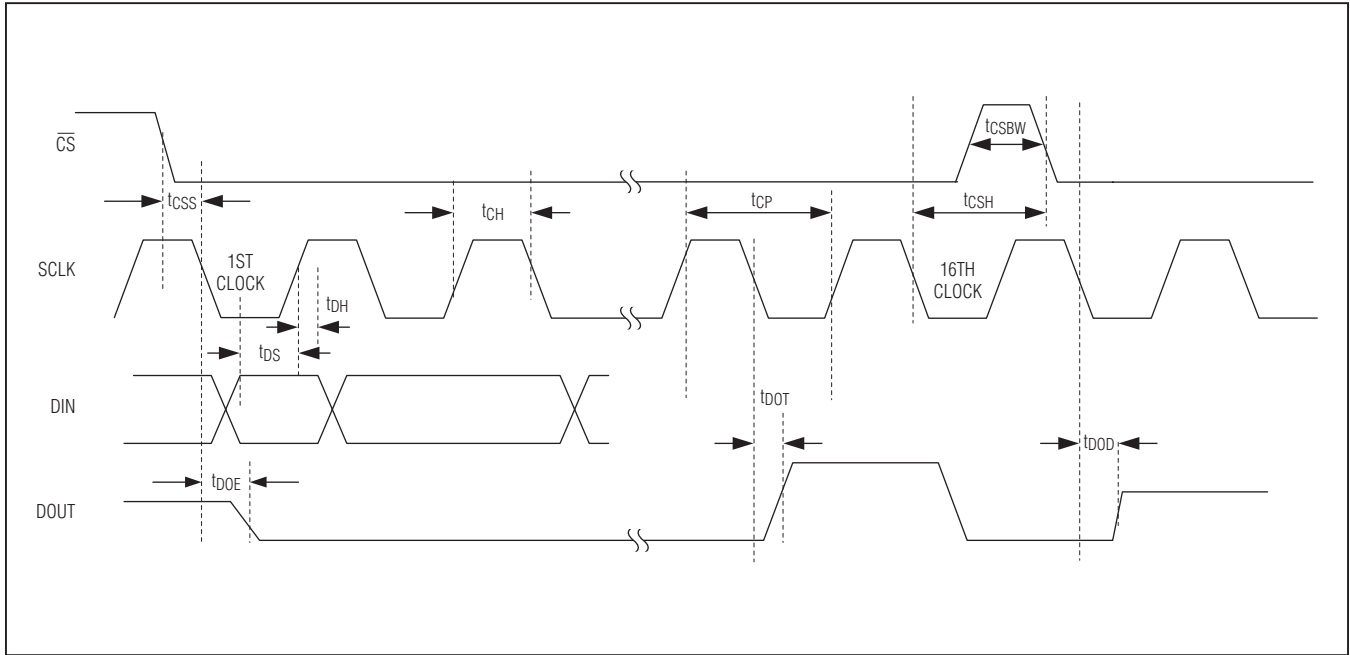 CS
tCSBW
tCSS
tCH
tCP
tCSH
SCLK
1ST
CLOCK
16TH
CLOCK
tDH
tDS
DIN
tDOT
tDOD
tDOE
DOUT